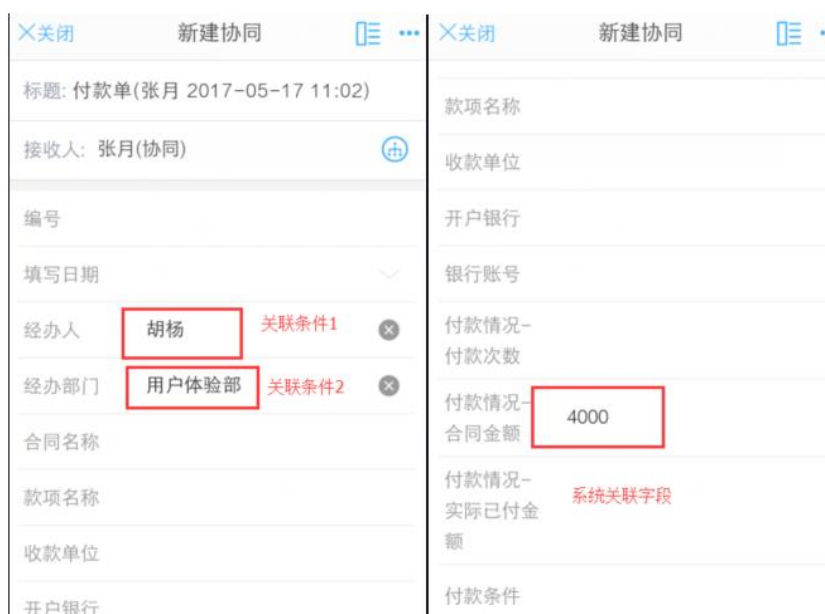 ×关闭
新建协同
标题: 付款单(张月 2017-05-17 11:02)
接收人: 张月(协同)
编号
填写日期
经办人
胡杨
关联条件1
经办部门
用户体验部
关联条件2
合同名称
款项名称
收款单位
开户银行
×关闭
新建协同
款项名称
收款单位
开户银行
银行账号
付款情况-
付款次数
付款情况-
合同金额
4000
付款情况-
实际已付金
额
系统关联字段
付款条件